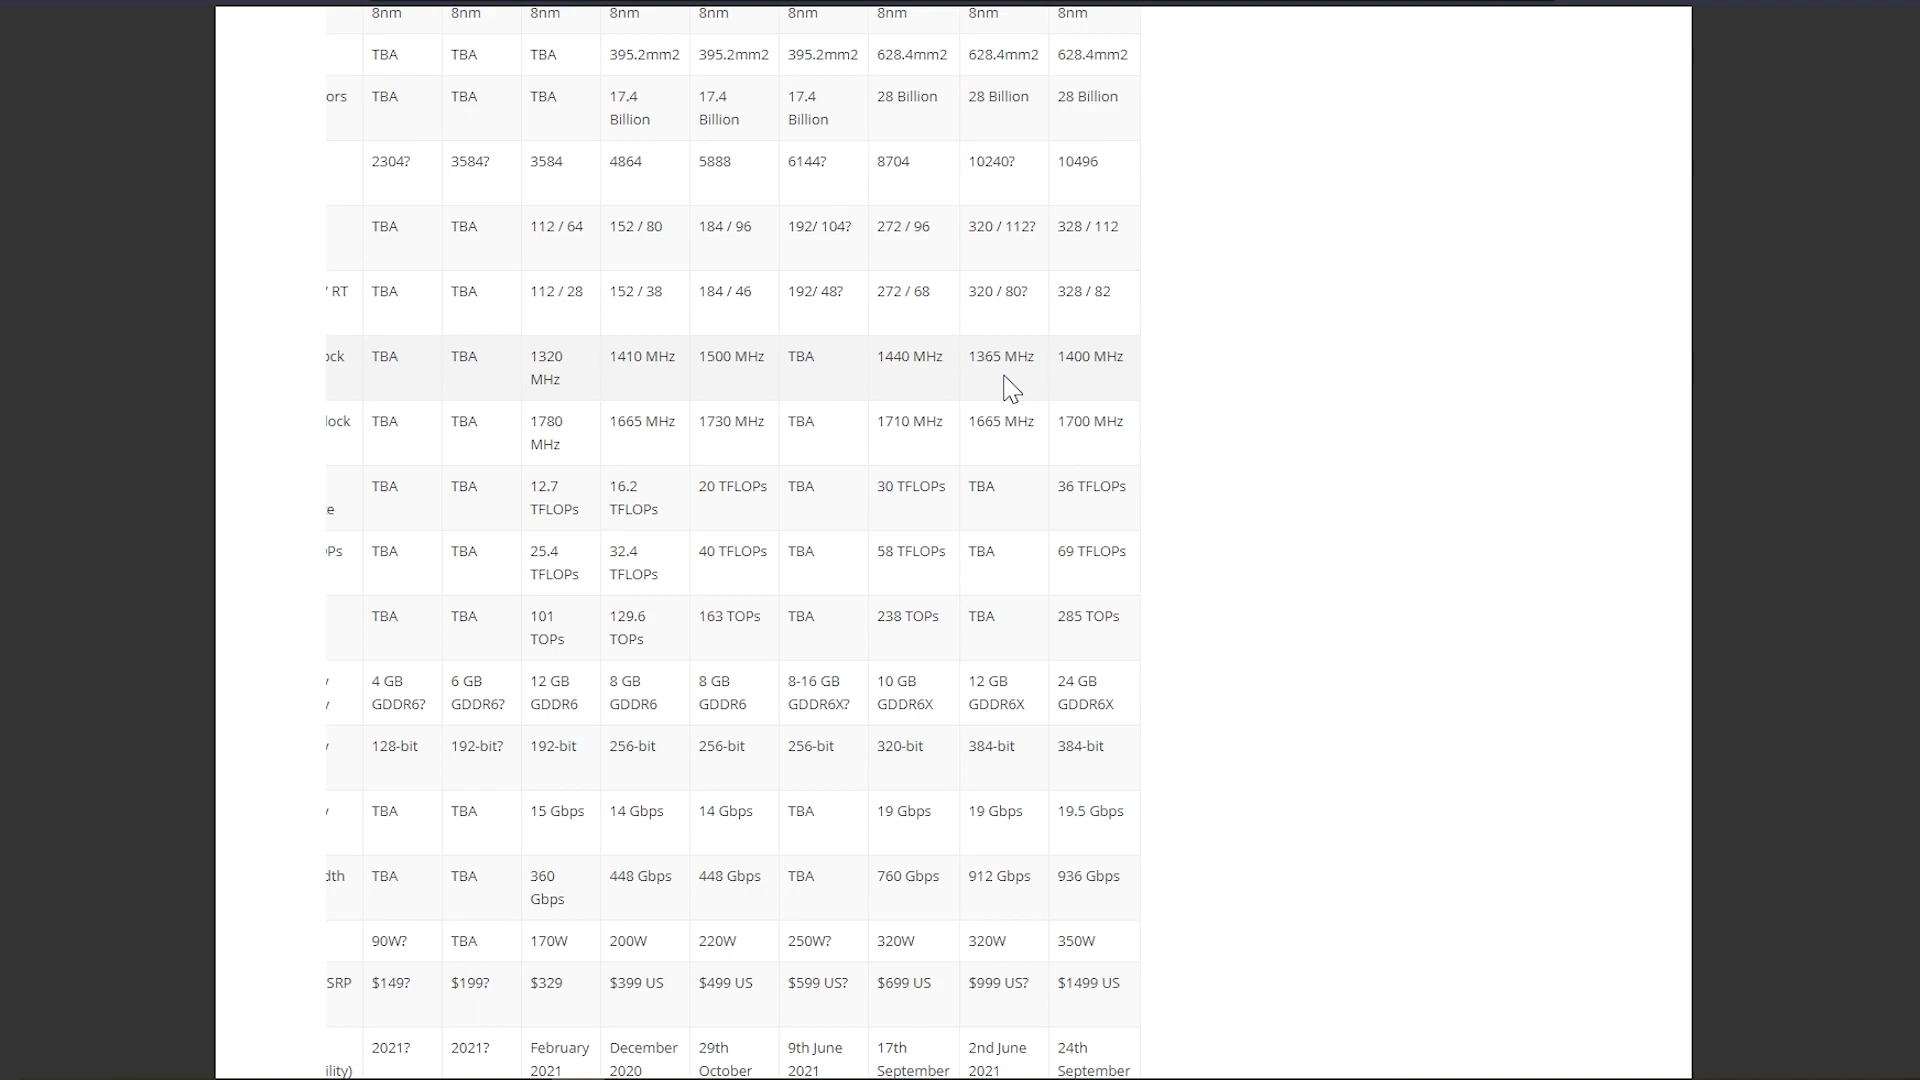 8nm 8nm 8nm 8nm 8nm 8nm 8nm 8nm 8nm
TBA TBA TBA 395.2mm2 395.2mm2 395.2mm2 628.4mm2 628.4mm2 628.4mm2
ors TBA TBA TBA 17.4 17.4 17.4 28 Billion 28 Billion 28 Billion
Billion Billion Billion
2304? 3584? 3584 4864 5888 6144? 8704 10240? 10496
TBA TBA 112 / 64 152 / 80 184 / 96 192/ 104? 272 / 96 320 / 112? 328 / 112
/ RT TBA TBA 112 / 28 152 / 38 184 / 46 192/ 48? 272 / 68 320 / 80? 328 / 82
ock TBA TBA 1320 1410 MHz 1500 MHz TBA 1440 MHz 1365 MHz 1400 MHz
MHz
lock TBA TBA 1780 1665 MHz 1730 MHz TBA 1710 MHz 1665 MHz 1700 MHz
MHz
TBA TBA 12.7 16.2 20 TFLOPs TBA 30 TFLOPs TBA 36 TFLOPs
e TFLOPs TFLOPs
Ps TBA TBA 25.4 32.4 40 TFLOPs TBA 58 TFLOPs TBA 69 TFLOPs
TFLOPs TFLOPs
TBA TBA 101 129.6 163 TOPs TBA 238 TOPs TBA 285 TOPs
TOPs TOPs
4 GB 6 GB 12 GB 8 GB 8 GB 8-16 GB 10 GB 12 GB 24 GB
GDDR6? GDDR6? GDDR6 GDDR6 GDDR6 GDDR6X? GDDR6X GDDR6X GDDR6X
128-bit 192-bit? 192-bit 256-bit 256-bit 256-bit 320-bit 384-bit 384-bit
TBA TBA 15 Gbps 14 Gbps 14 Gbps TBA 19 Gbps 19 Gbps 19.5 Gbps
dth TBA TBA 360 448 Gbps 448 Gbps TBA 760 Gbps 912 Gbps 936 Gbps
Gbps
90W? TBA 170W 200W 220W 250W? 320W 320W 350W
SRP $149? $199? $329 $399 US $499 US $599 US? $699 US $999 US? $1499 US
2021? 2021? February December 29th 9th June 17th 2nd June 24th
ility) 2021 2020 October 2021 September 2021 September